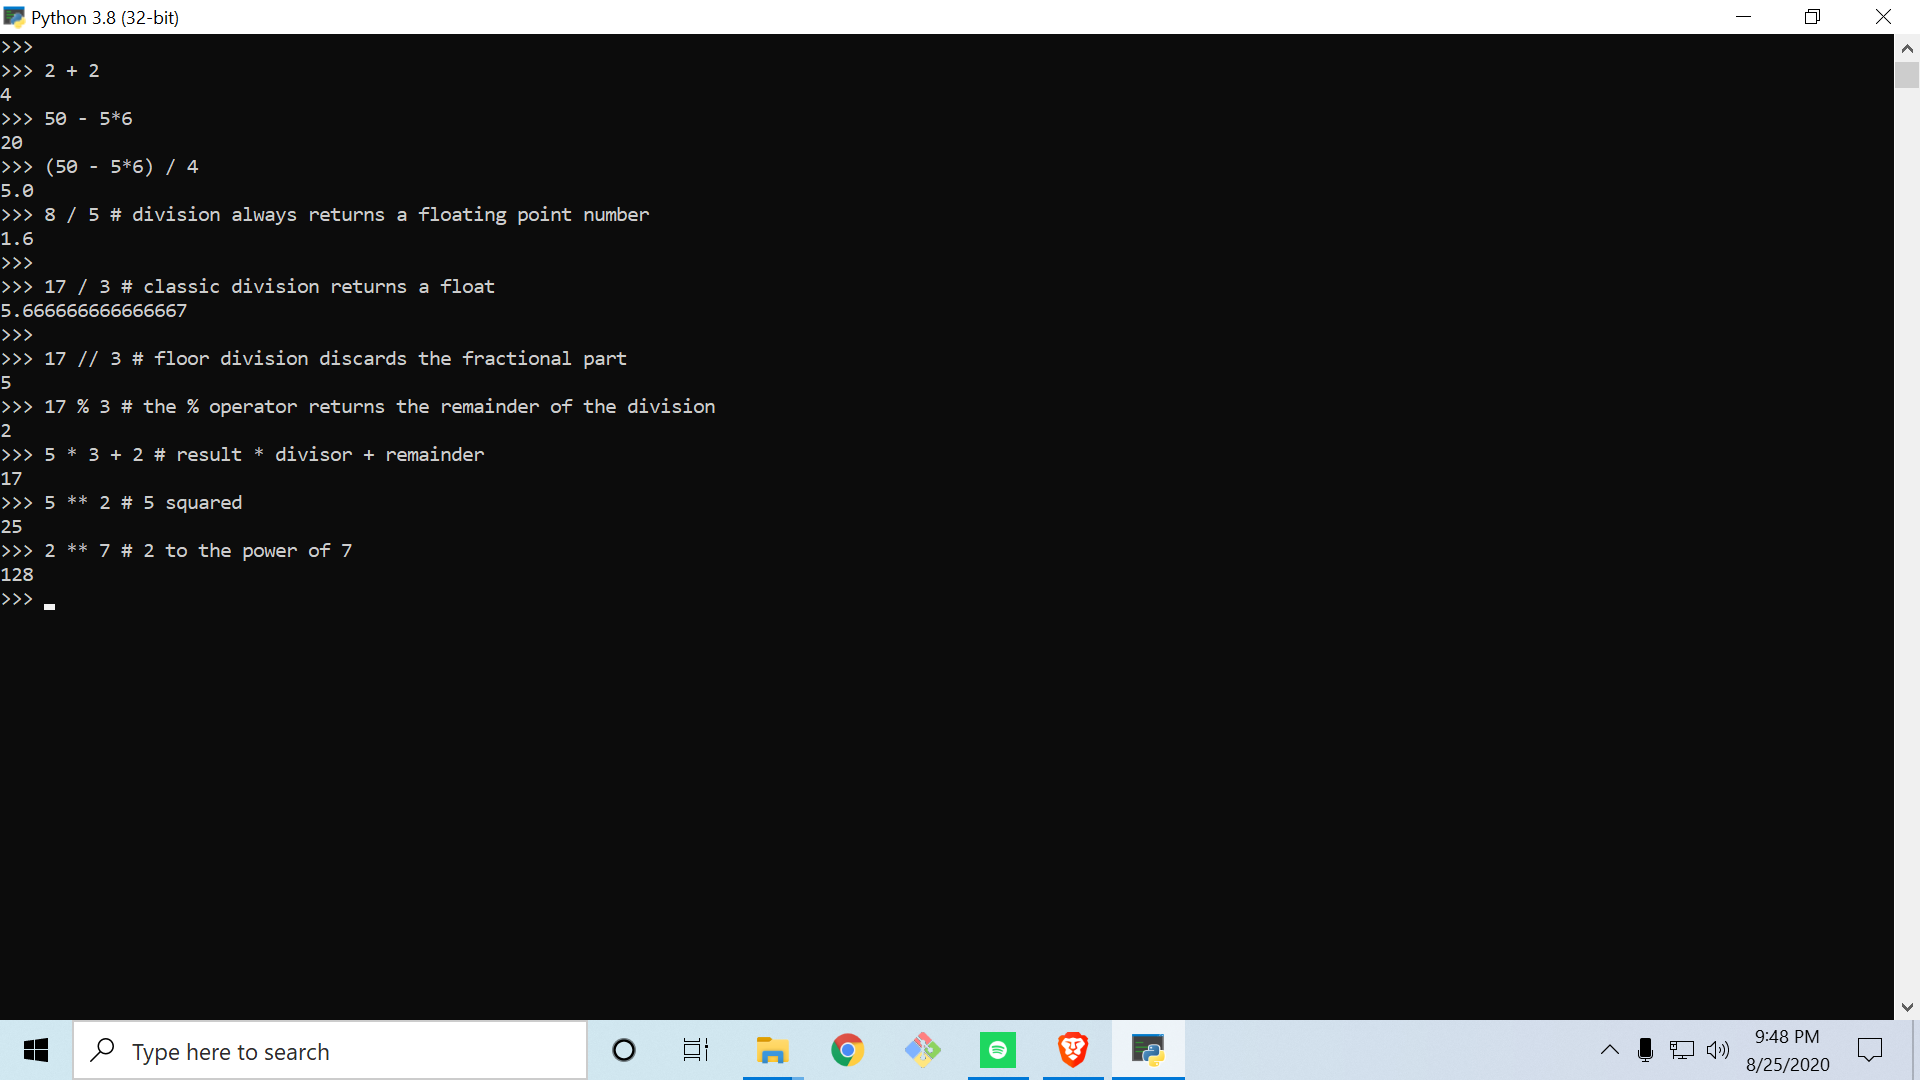 Python 3.8 (32-bit)
>>>
>>> 2 + 2
4
>>> 50 - 5*6
20
>>> (50 - 5*6) / 4
5.0
>>> 8 / 5 # division always returns a floating point number
1.6
>>>
>>> 17 / 3 # classic division returns a float
5.666666666666667
>>>
>>> 17 // 3 # floor division discards the fractional part
5
>>> 17 % 3 # the % operator returns the remainder of the division
2
>>> 5 * 3 + 2 # result * divisor + remainder
17
>>> 5 ** 2 # 5 squared
25
>>> 2 ** 7 # 2 to the power of 7
128
>>>
Type here to search
9:48 PM
8/25/2020